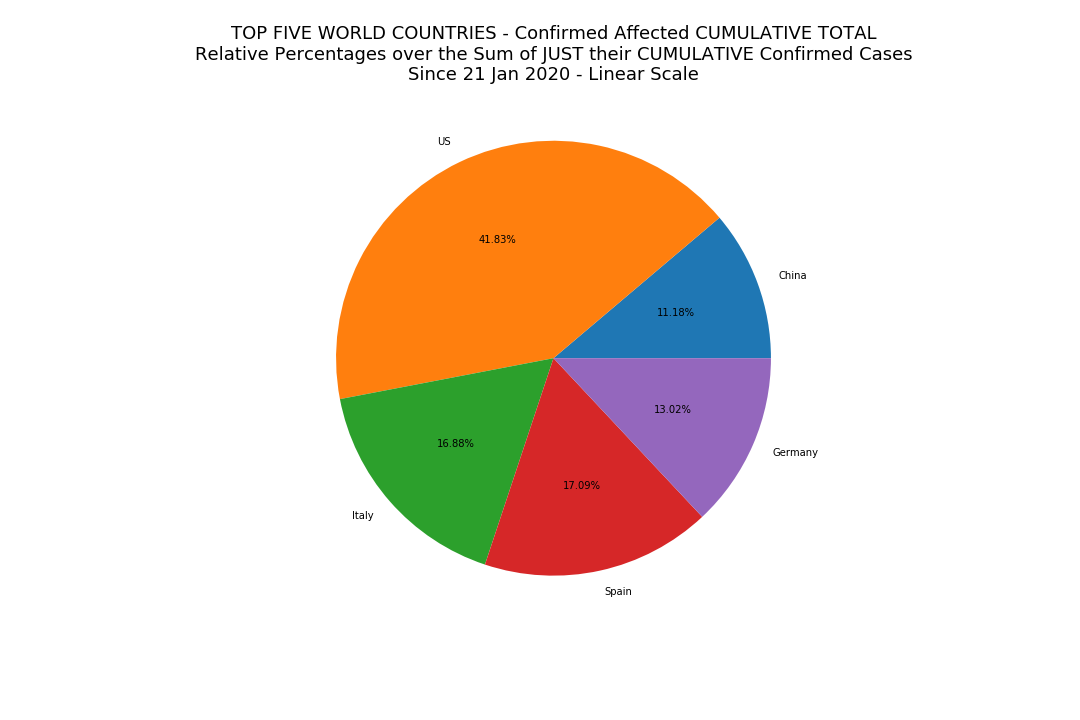 TOP FIVE WORLD COUNTRIES - Confirmed Affected CUMULATIVE TOTAL
Relative Percentages over the Sum of JUST their CUMULATIVE Confirmed Cases
Since 21 Jan 2020 - Linear Scale
US
41.83%
China
11.18%
13.02%
Germany
16.88%
Italy
17.09%
Spain